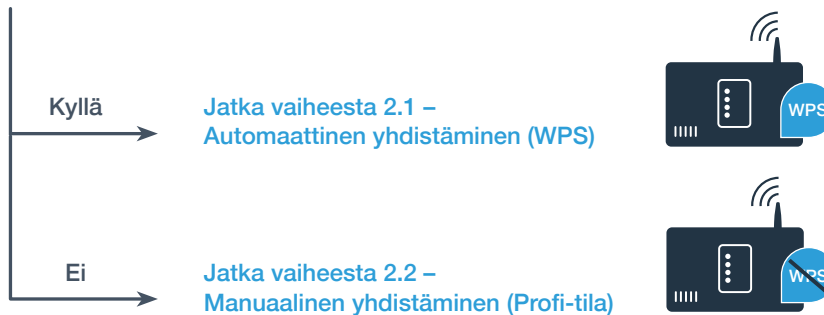 Kyllä
Jatka vaiheesta 2.1 –
Automaattinen yhdistäminen (WPS)
WPS
Ei
Jatka vaiheesta 2.2 –
Manuaalinen yhdistäminen (Profi-tila)
WPS